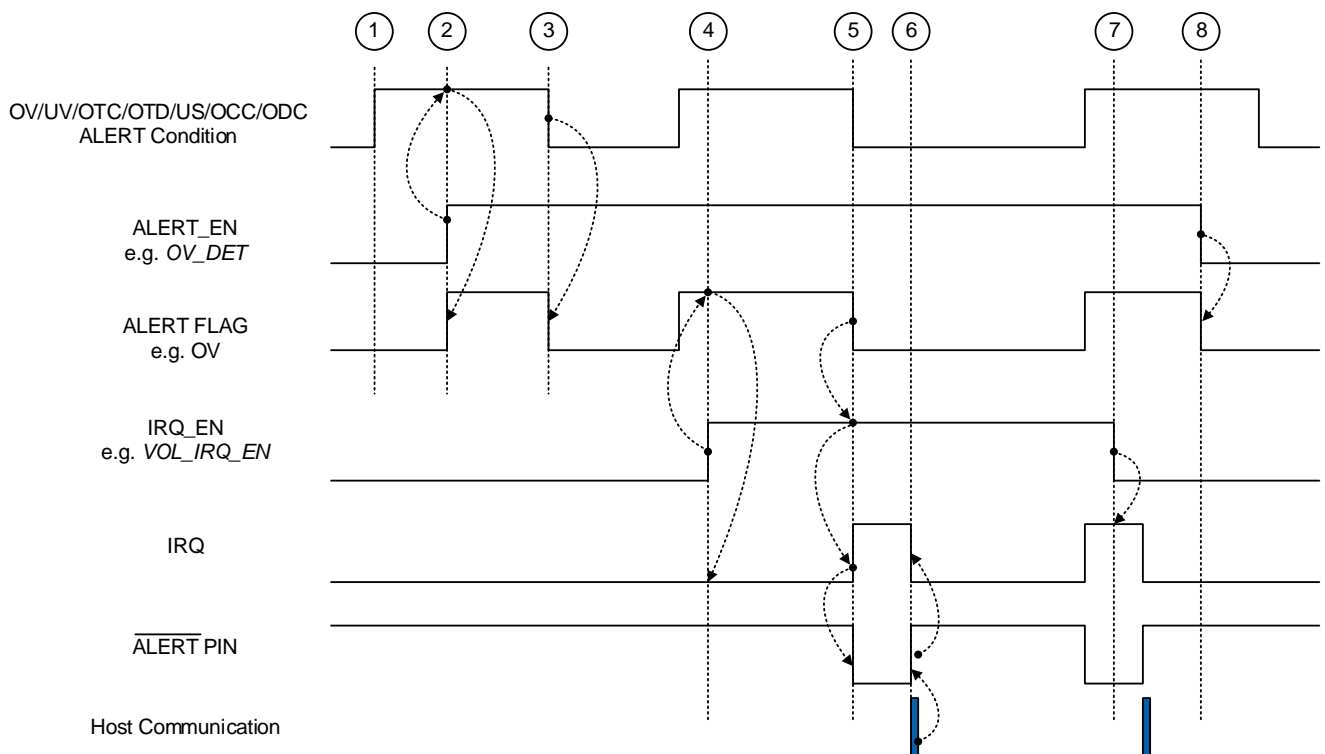 1 2 3 4 5 6 7 8
OV/UV/OTC/OTD/US/OCC/ODC
ALERT Condition
ALERT_EN
e.g. OV_DET
ALERT FLAG
e.g. OV
IRQ_EN
e.g. VOL_IRQ_EN
IRQ
ALERT PIN
Host Communication